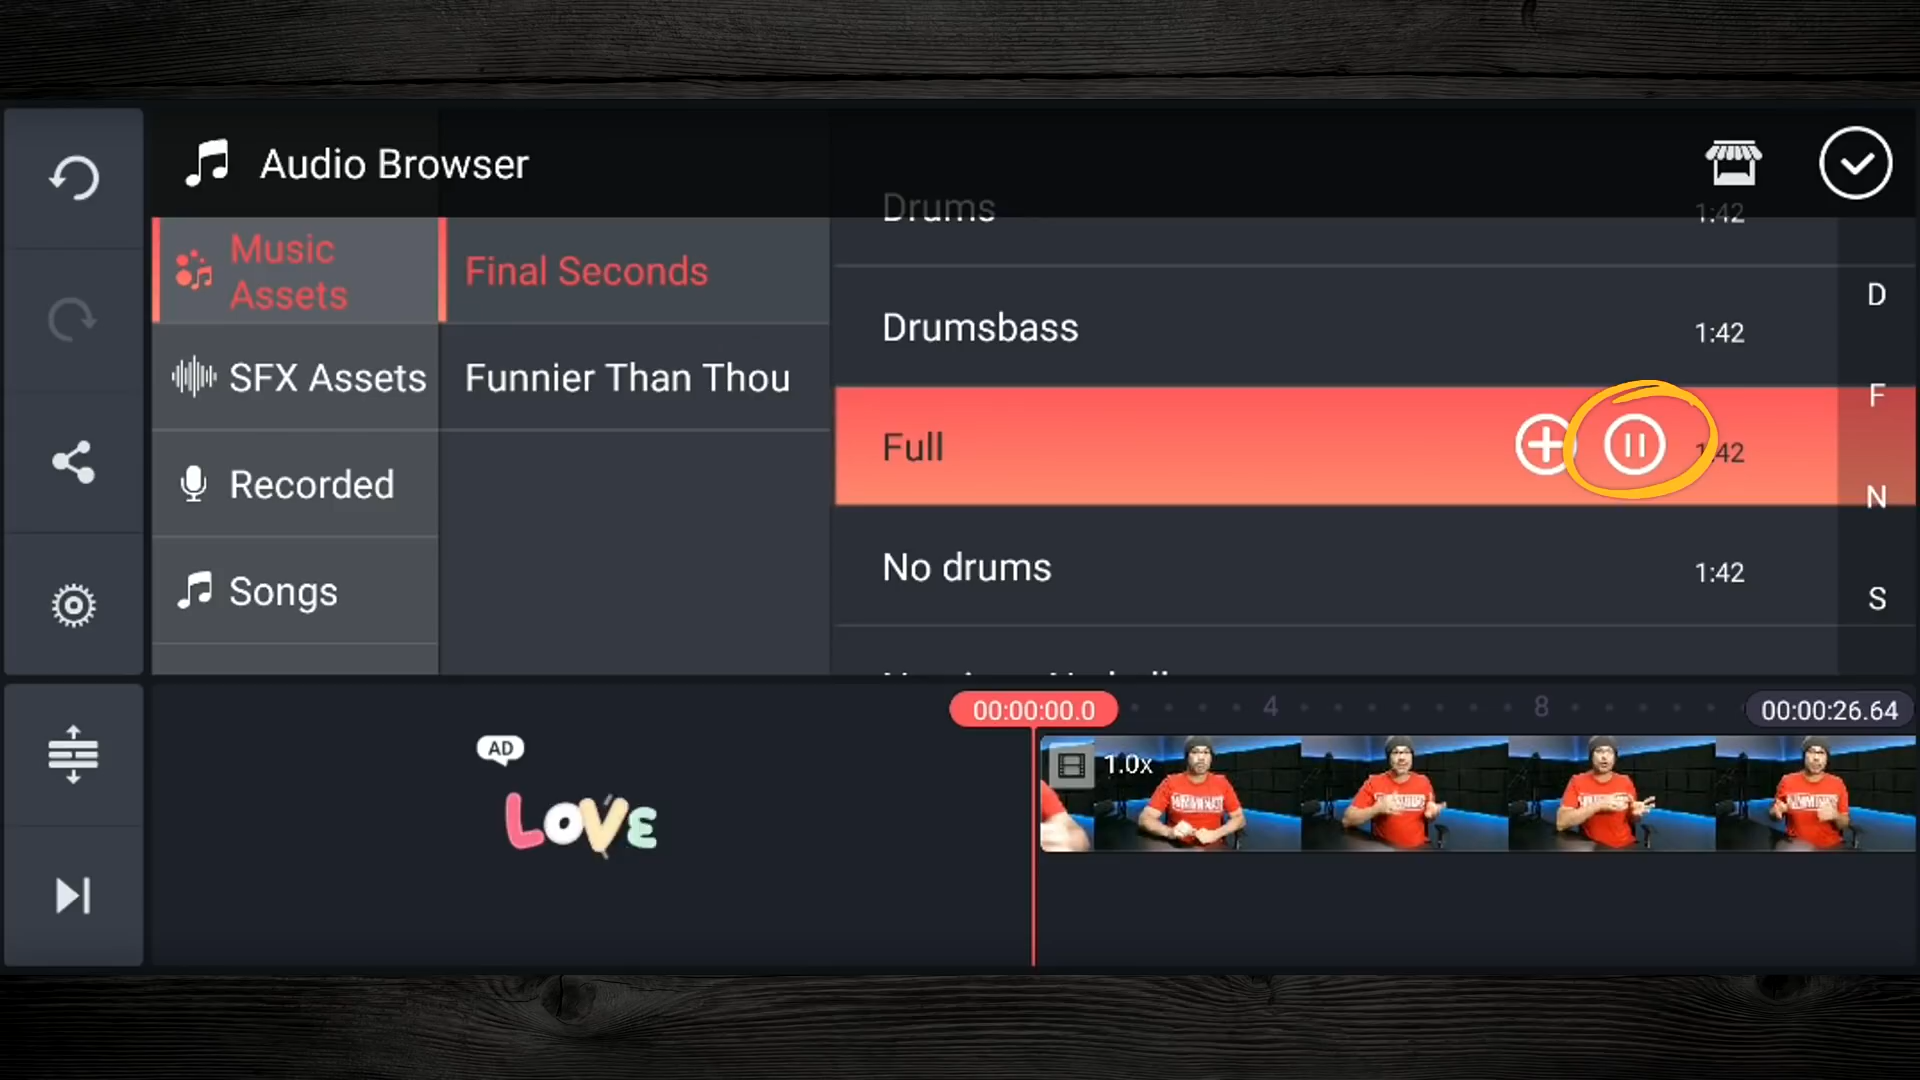 Audio Browser
Drums
1:42
Music
Assets
Final Seconds
D
Drumsbass
1:42
SFX Assets
Funnier Than Thou
F
Full
1:42
Recorded
N
No drums
1:42
Songs
S
00:00:00.0
4
8
00:00:26.64
AD
LOVE
1.0x